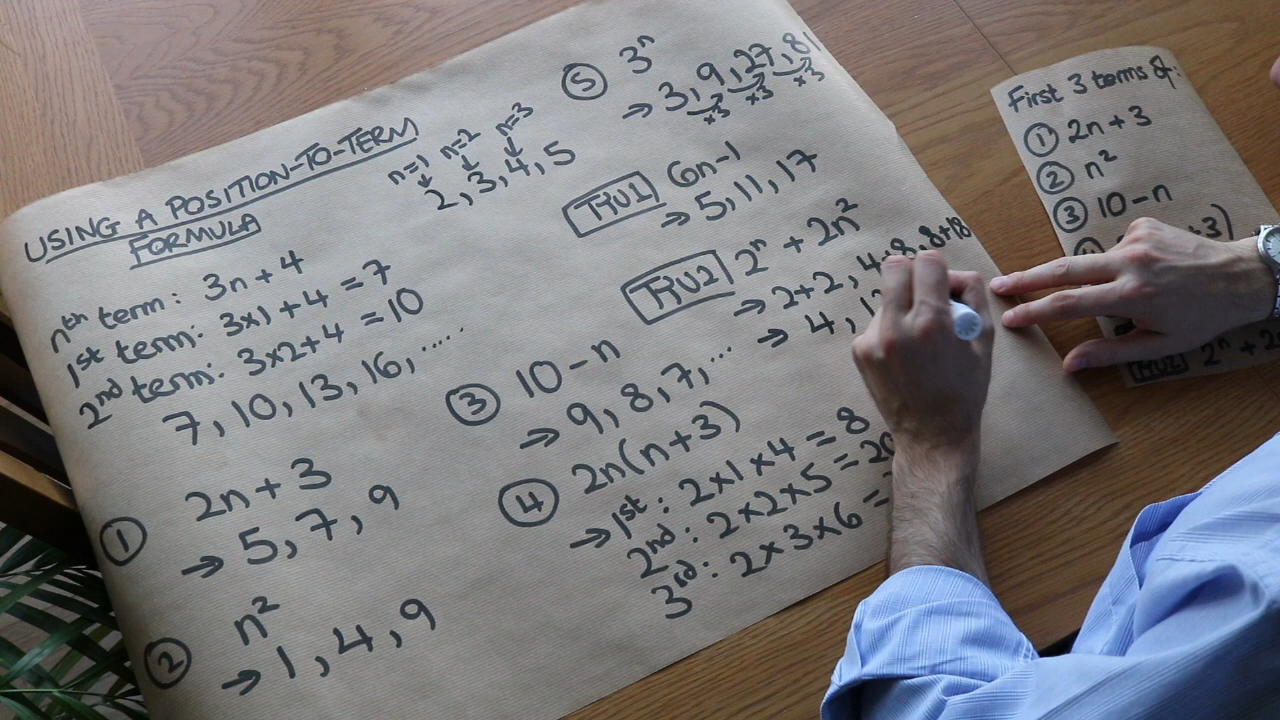 USING A POSITION-TO-TERM
FORMULA
nth term: 3n + 4
1st term: 3×1 + 4 = 7
2nd term: 3×2+4 = 10
7, 10, 13, 16, ....
① 2n + 3
→ 5, 7, 9
② n²
→ 1, 4, 9
n=1 n=2 n=3
2, 3, 4, 5
③ 10 - n
→ 9, 8, 7, ...
④ 2n(n+3)
→ 1st: 2×1×4 = 8
2nd: 2×2×5 = 20
3rd: 2×3×6 =
⑤ 3ⁿ
→ 3, 9, 27, 81
×3 ×3 ×3
TRY1 6n-1
→ 5, 11, 17
TRY2 2ⁿ + 2n²
→ 2+2, 4+8, 8+18
→ 4, 1
First 3 terms of:
① 2n + 3
② n²
③ 10 - n
+3)
TRY2 2ⁿ + 2